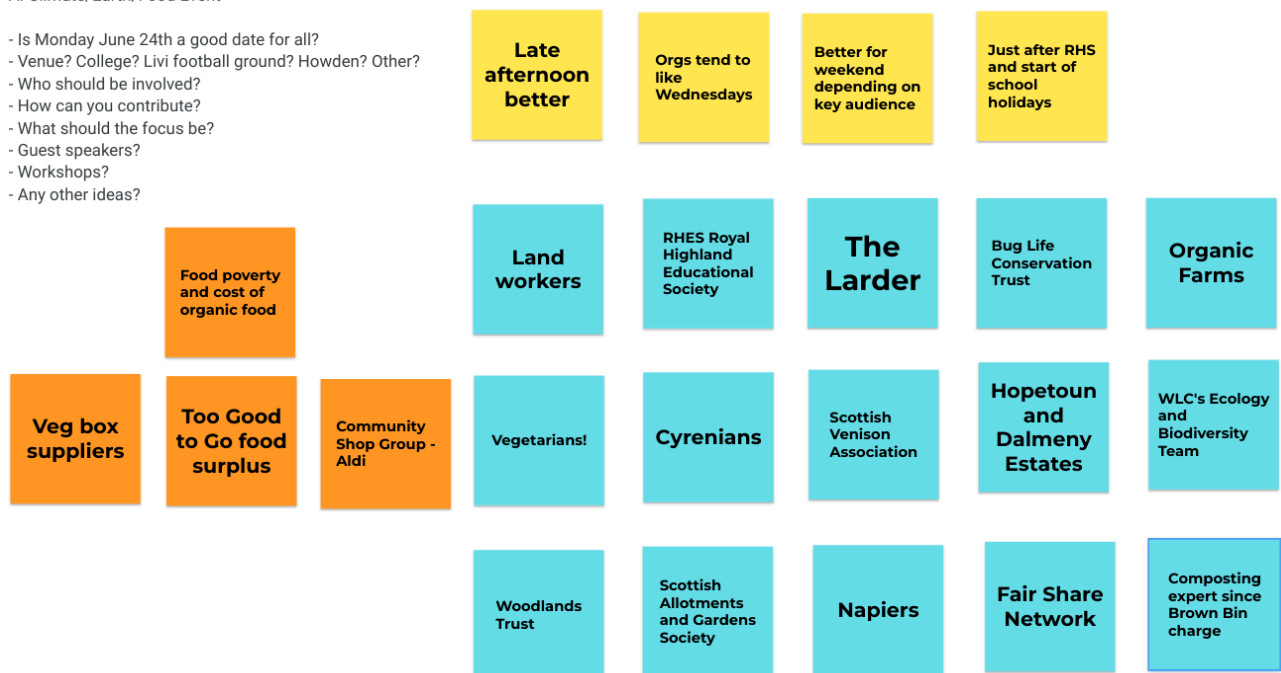 - Is Monday June 24th a good date for all?
- Venue? College? Livi football ground? Howden? Other?
- Who should be involved?
- How can you contribute?
- What should the focus be?
- Guest speakers?
- Workshops?
- Any other ideas?
Late
afternoon
better
Orgs tend to
like
Wednesdays
Better for
weekend
depending on
key audience
Just after RHS
and start of
school
holidays
Food poverty
and cost of
organic food
Veg box
suppliers
Too Good
to Go food
surplus
Community
Shop Group -
Aldi
Land
workers
RHES Royal
Highland
Educational
Society
The
Larder
Bug Life
Conservation
Trust
Organic
Farms
Vegetarians!
Cyrenians
Scottish
Venison
Association
Hopetoun
and
Dalmeny
Estates
WLC's Ecology
and
Biodiversity
Team
Woodlands
Trust
Scottish
Allotments
and Gardens
Society
Napiers
Fair Share
Network
Composting
expert since
Brown Bin
charge